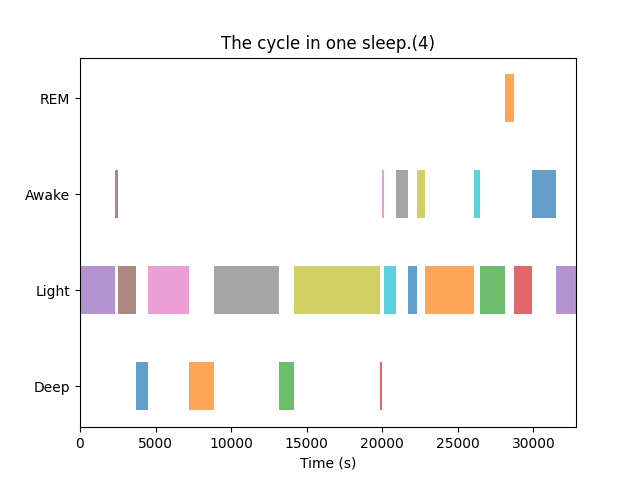 The cycle in one sleep.(4)
REM
Awake
Light
Deep
0 5000 10000 15000 20000 25000 30000
Time (s)